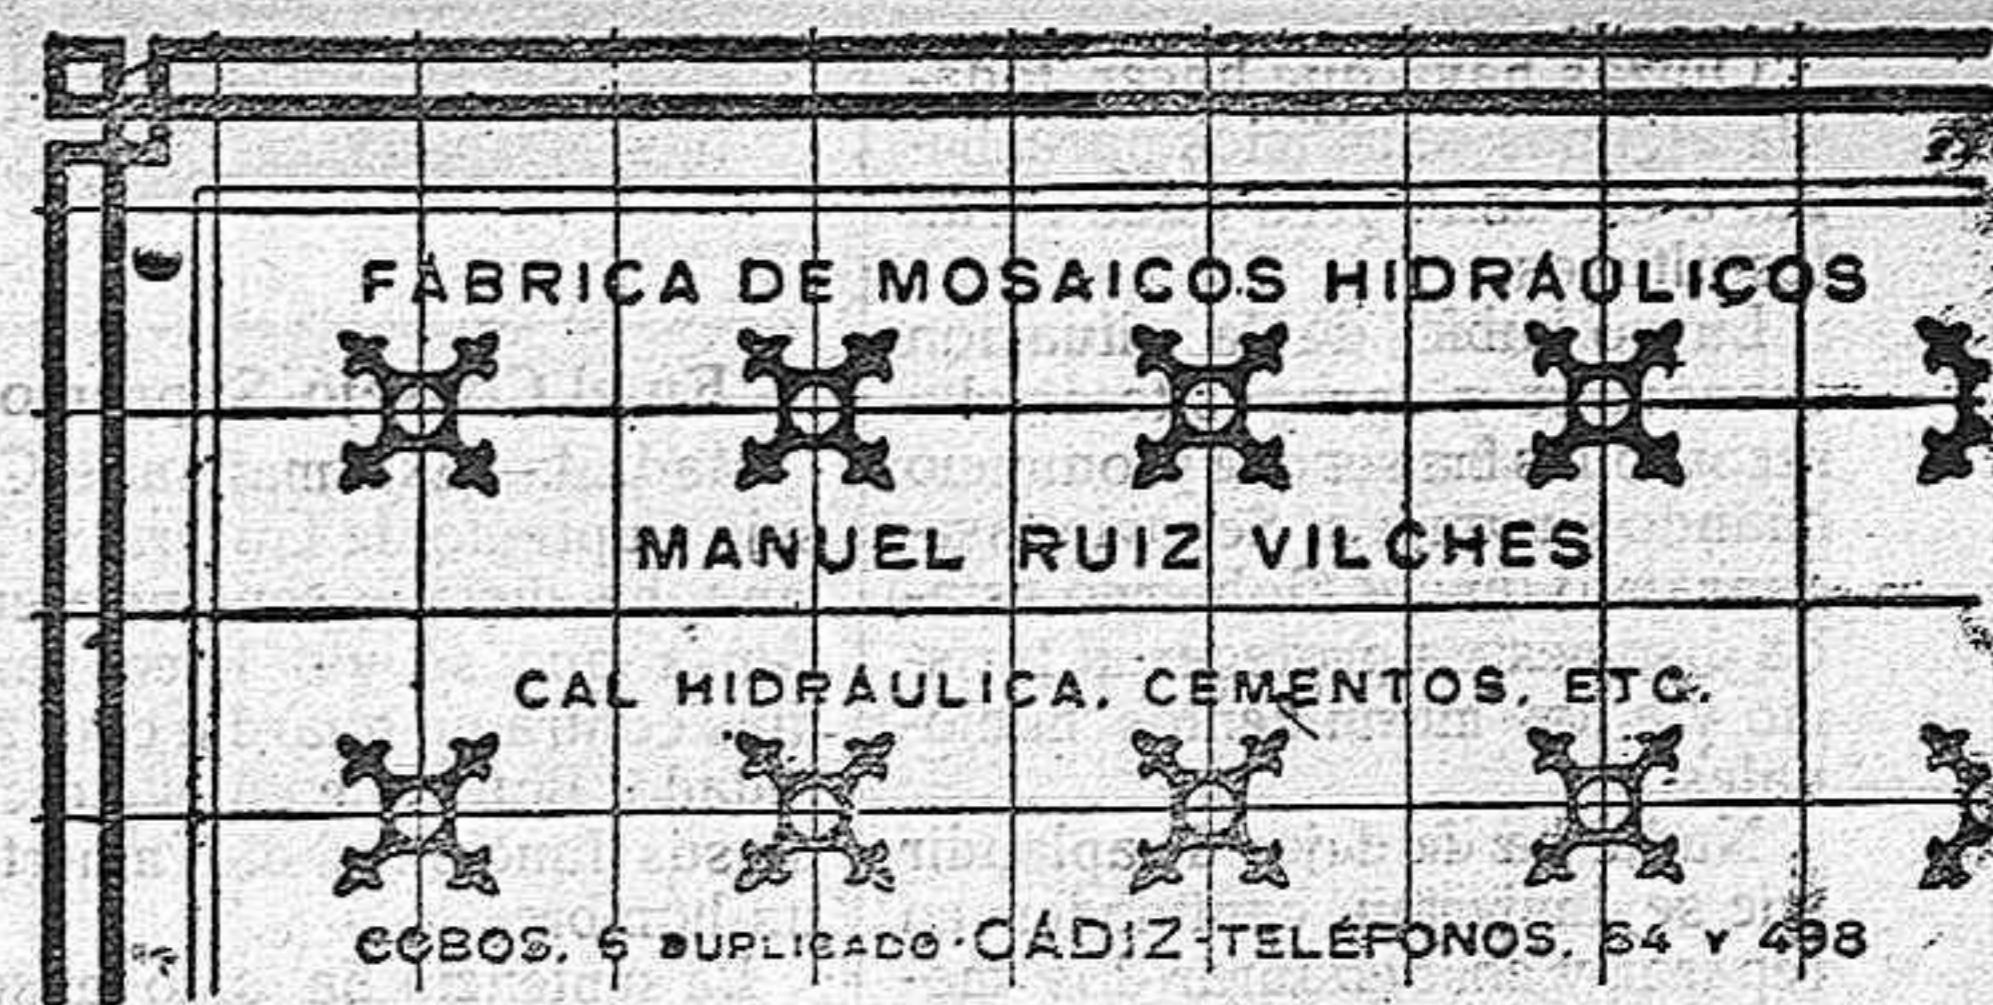 FÁBRICA DE MOSAICOS HIDRÁULICOS
MANUEL RUIZ VILCHES
CAL HIDRÁULICA, CEMENTOS, ETC.
COBOS, 6 DUPLICADO · CÁDIZ - TELÉFONOS, 64 Y 498